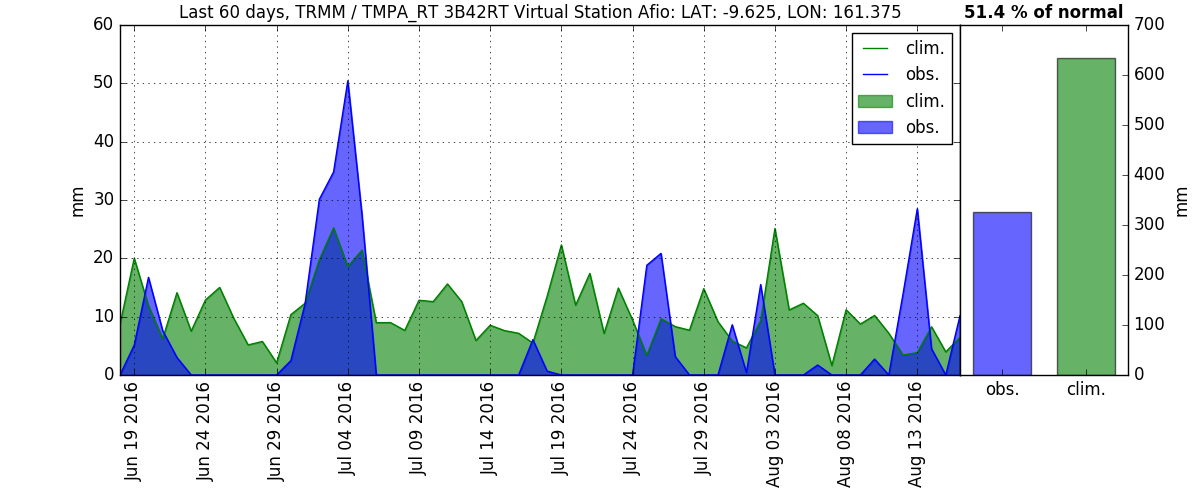 Last 60 days, TRMM / TMPA_RT 3B42RT Virtual Station Afio: LAT: -9.625, LON: 161.375
51.4 % of normal
60
50
40
30
20
10
0
mm
clim.
obs.
clim.
obs.
Jun 19 2016
Jun 24 2016
Jun 29 2016
Jul 04 2016
Jul 09 2016
Jul 14 2016
Jul 19 2016
Jul 24 2016
Jul 29 2016
Aug 03 2016
Aug 08 2016
Aug 13 2016
700
600
500
400
300
200
100
0
mm
obs.
clim.